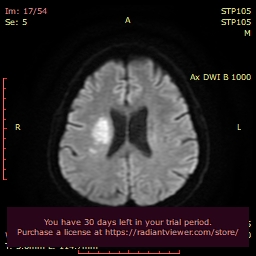 Im: 17/54
Se: 5
STP105
STP105
M
A
Ax DWI B 1000
R
L
You have 30 days left in your trial period.
Purchase a license at https://radiantviewer.com/store/